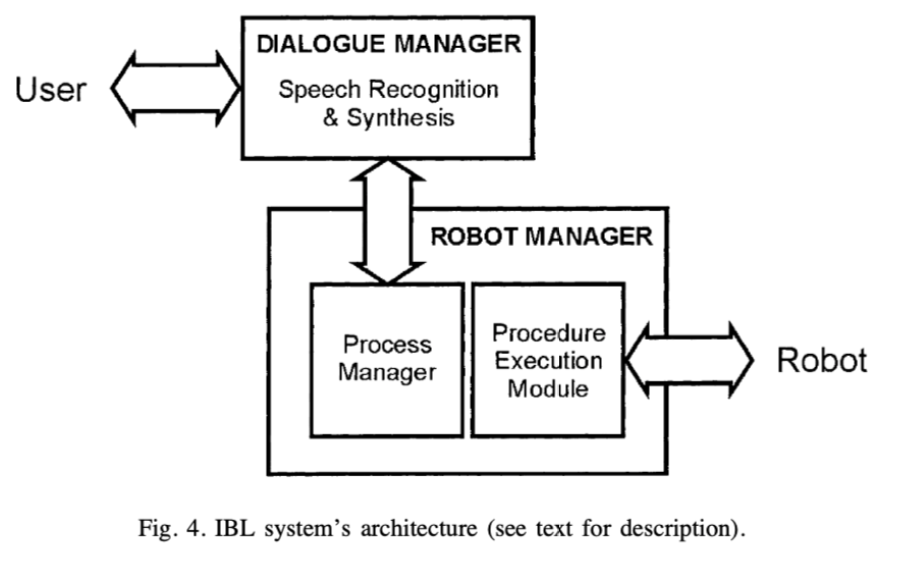 DIALOGUE MANAGER
User
Speech Recognition
& Synthesis
ROBOT MANAGER
Process
Manager
Procedure
Execution
Module
Robot
Fig. 4. IBL system's architecture (see text for description).